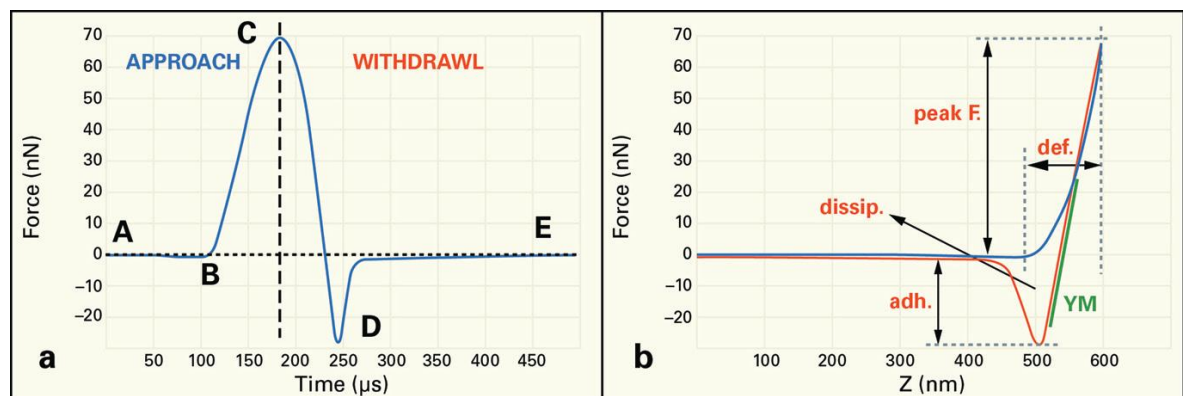 70
60
50
40
30
20
10
0
−10
−20
Force (nN)
APPROACH
WITHDRAWL
A
B
C
D
E
50 100 150 200 250 300 350 400 450
Time (µs)
a
70
60
50
40
30
20
10
0
−10
−20
Force (nN)
peak F.
def.
dissip.
adh.
YM
100 200 300 400 500 600
Z (nm)
b